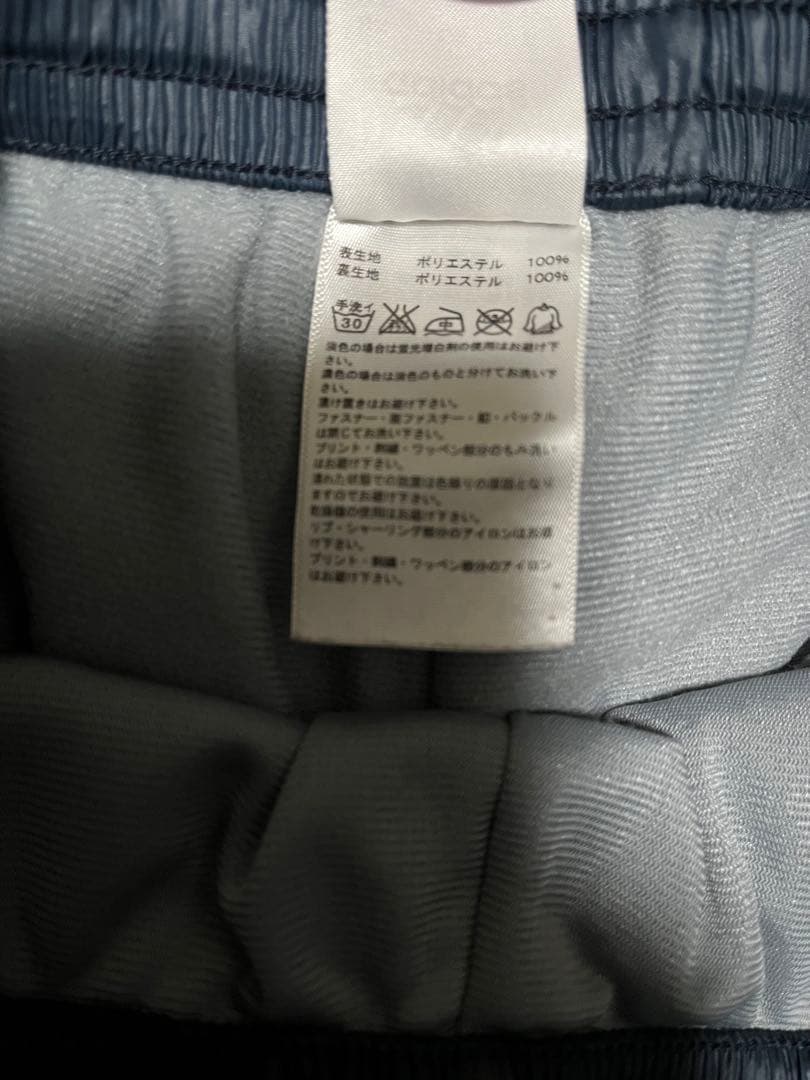 表生地 ポリエステル 100%
裏生地 ポリエステル 100%
手洗イ
30
中
淡色の場合は蛍光増白剤の使用はお避け下
さい。
濃色の場合は淡色のものと分けてお洗い下
さい。
漬け置きはお避け下さい。
ファスナー・面ファスナー・釦・バックル
は閉じてお洗い下さい。
プリント・刺繍・ワッペン部分のもみ洗い
はお避け下さい。
濡れた状態での放置は色移りの原因となり
ますのでお避け下さい。
乾燥機の使用はお避け下さい。
リブ・シャーリング部分のアイロンはお避
け下さい。
プリント・刺繍・ワッペン部分のアイロン
はお避け下さい。